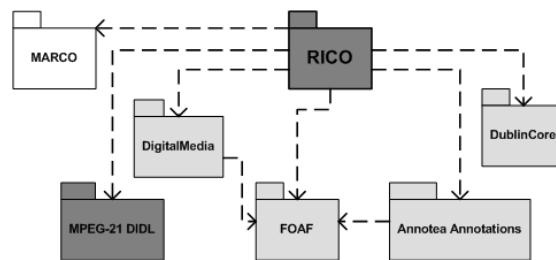 MARCO
RICO
DigitalMedia
DublinCore
MPEG-21 DIDL
FOAF
Annotea Annotations